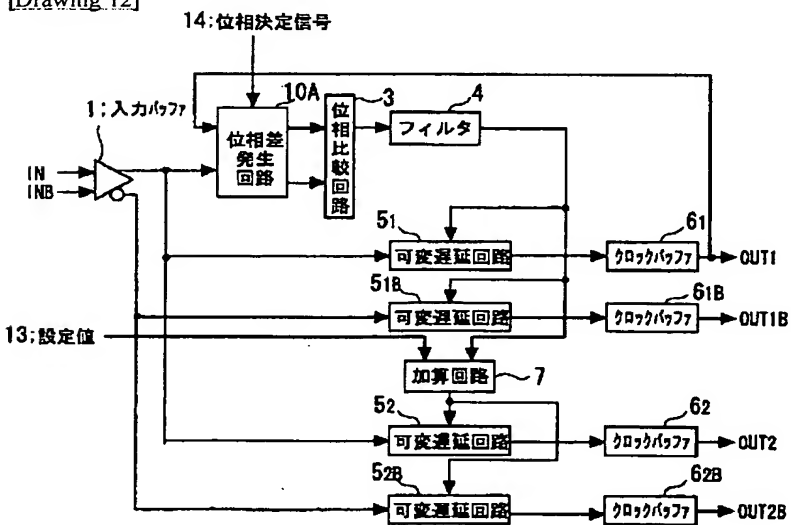 [Drawing 12]
14;位相決定信号
10A
3
4
1;入力バッファ
位相差発生回路
位相比較回路
フィルタ
IN
INB
51
可変遅延回路
61
クロックバッファ
OUT1
51B
可変遅延回路
61B
クロックバッファ
OUT1B
13;設定値
加算回路
7
52
可変遅延回路
62
クロックバッファ
OUT2
52B
可変遅延回路
62B
クロックバッファ
OUT2B